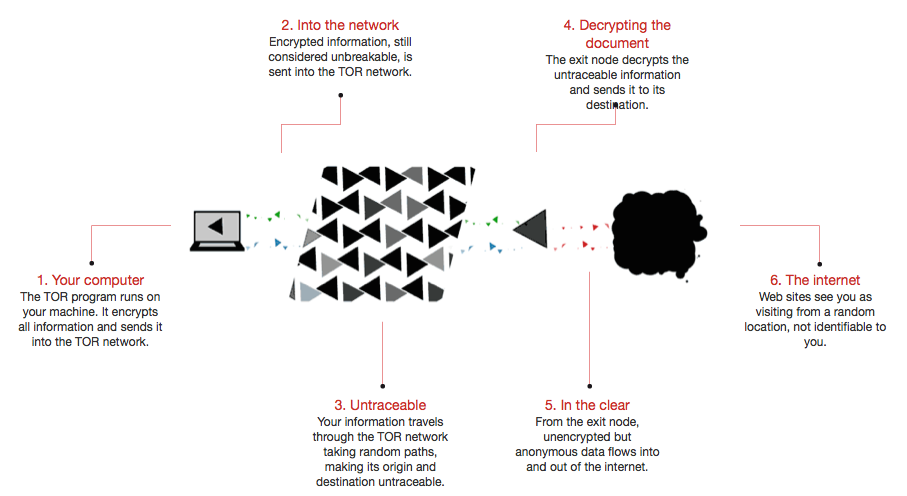 2. Into the network
Encrypted information, still
considered unbreakable, is
sent into the TOR network.
4. Decrypting the
document
The exit node decrypts the
untraceable information
and sends it to its
destination.
1. Your computer
The TOR program runs on
your machine. It encrypts
all information and sends it
into the TOR network.
6. The internet
Web sites see you as
visiting from a random
location, not identifiable to
you.
3. Untraceable
Your information travels
through the TOR network
taking random paths,
making its origin and
destination untraceable.
5. In the clear
From the exit node,
unencrypted but
anonymous data flows into
and out of the internet.